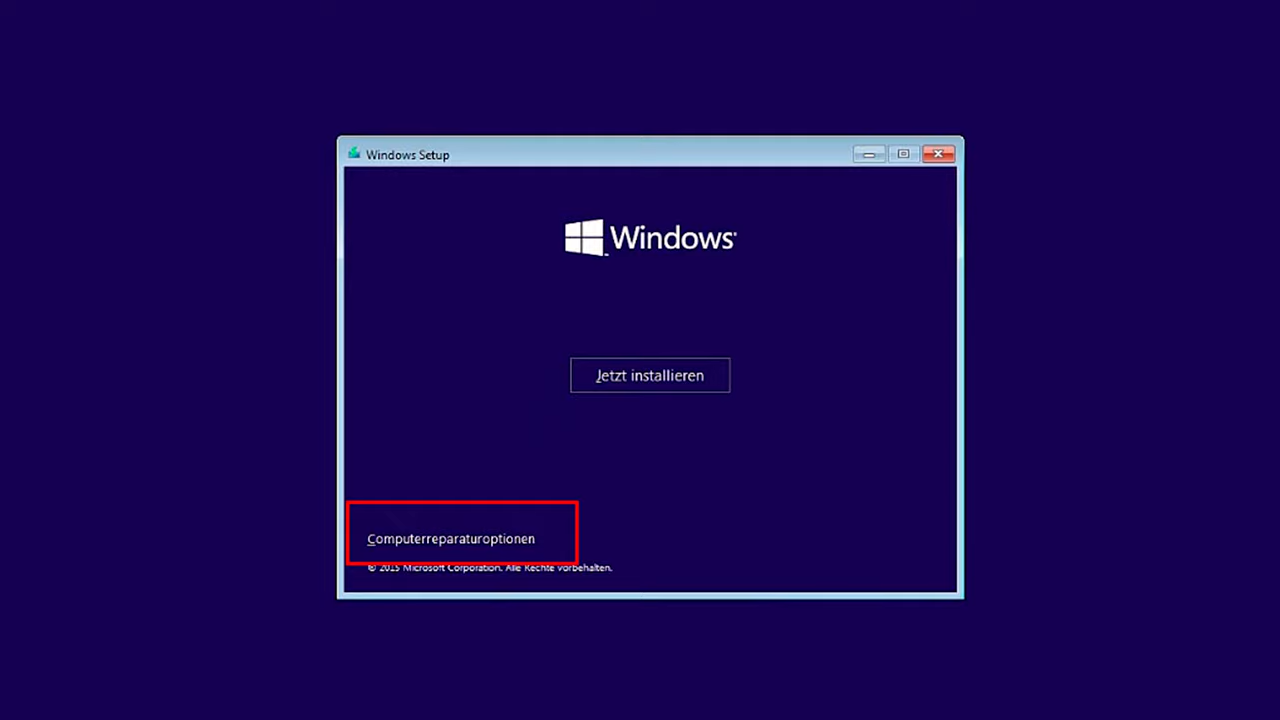 Windows Setup
Windows
Jetzt installieren
Computerreparaturoptionen
© 2015 Microsoft Corporation. Alle Rechte vorbehalten.